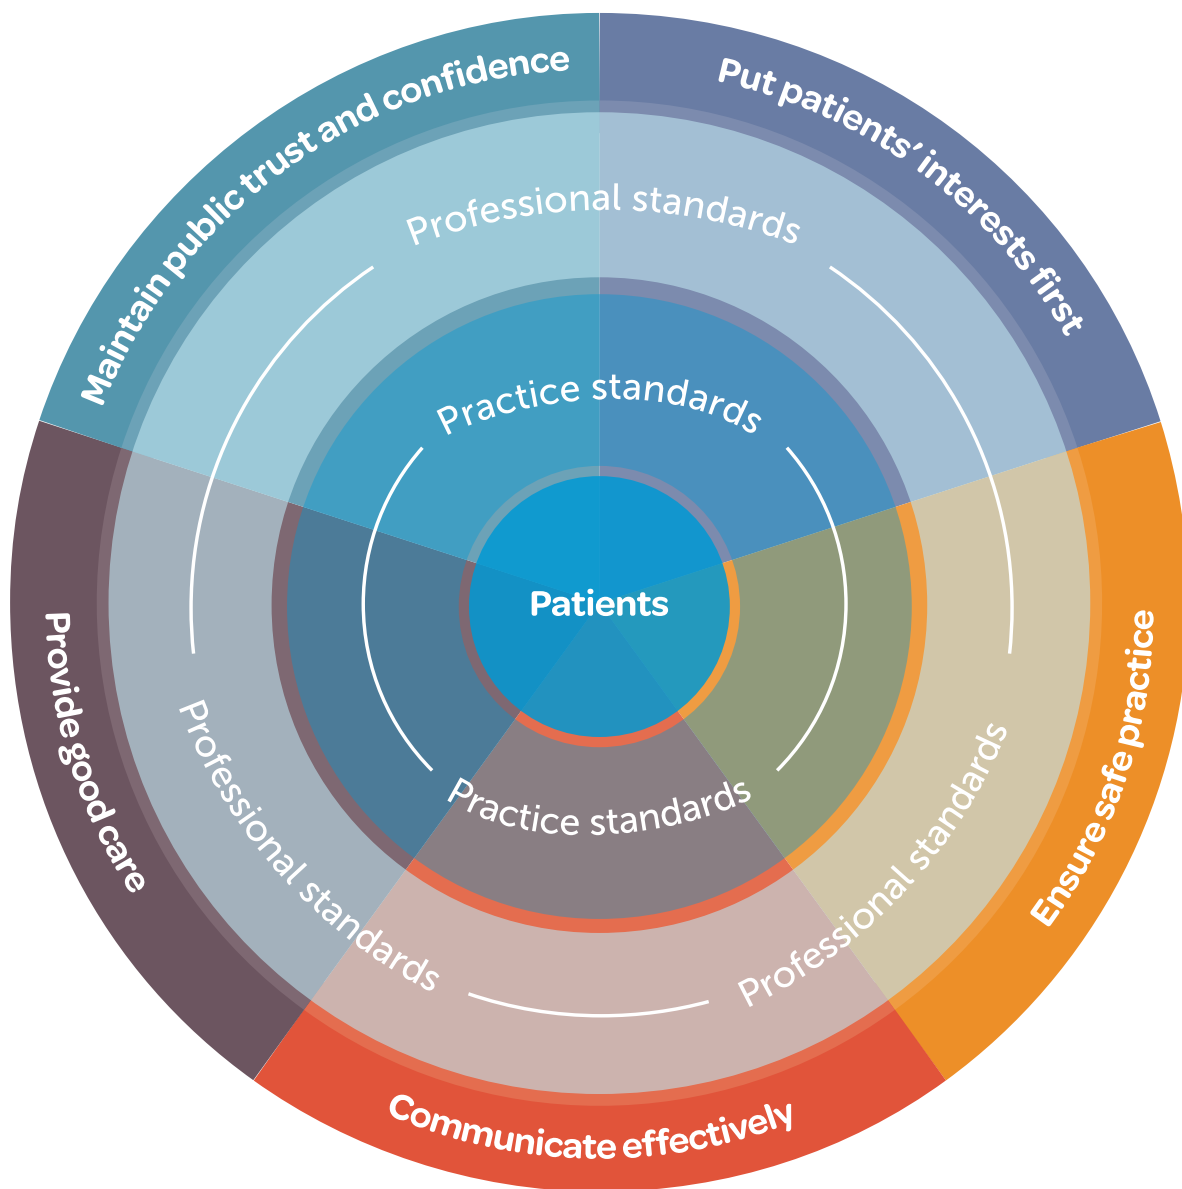 Maintain public trust and confidence
Put patients’ interests first
Professional standards
Practice standards
Patients
Provide good care
Ensure safe practice
Professional standards
Practice standards
Professional standards
Communicate effectively